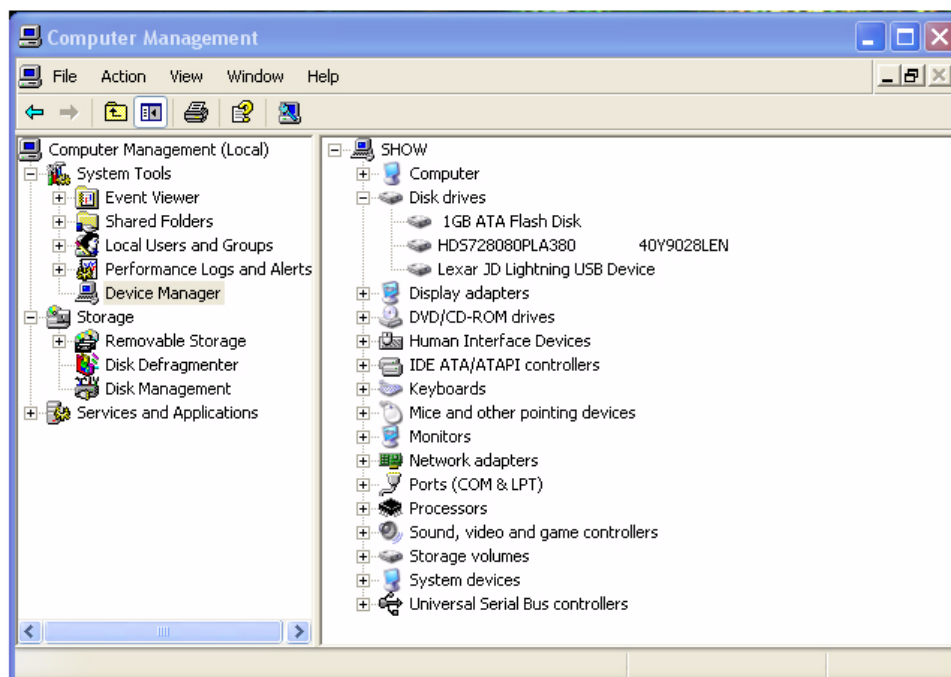 Computer Management
File Action View Window Help
Computer Management (Local)
System Tools
Event Viewer
Shared Folders
Local Users and Groups
Performance Logs and Alerts
Device Manager
Storage
Removable Storage
Disk Defragmenter
Disk Management
Services and Applications
SHOW
Computer
Disk drives
1GB ATA Flash Disk
HDS728080PLA380 40Y9028LEN
Lexar JD Lightning USB Device
Display adapters
DVD/CD-ROM drives
Human Interface Devices
IDE ATA/ATAPI controllers
Keyboards
Mice and other pointing devices
Monitors
Network adapters
Ports (COM & LPT)
Processors
Sound, video and game controllers
Storage volumes
System devices
Universal Serial Bus controllers